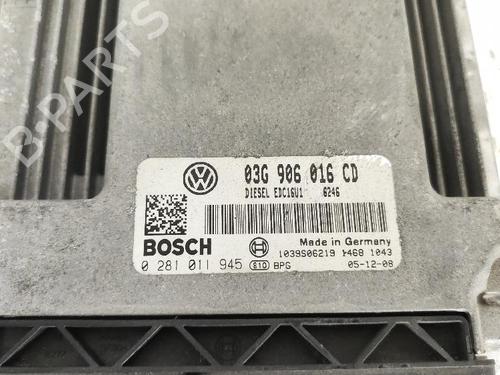 03G 906 016 CD
DIESEL EDC16U1 6246
BOSCH
Made in Germany
1039S06219 1468 1043
0 281 011 945 610 BPG 05-12-08